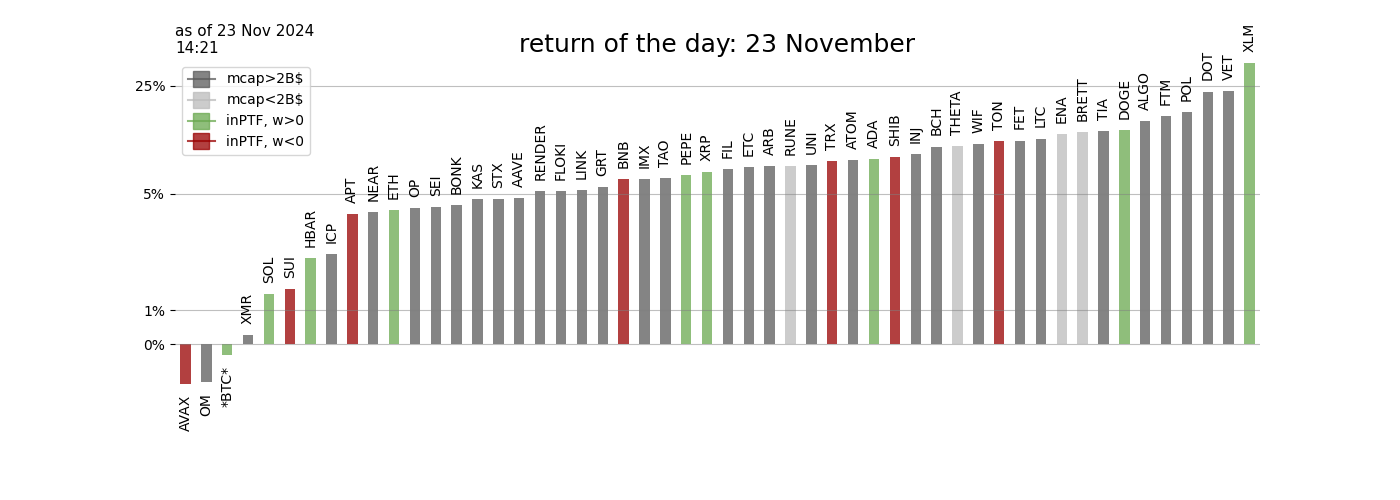 as of 23 Nov 2024
14:21
return of the day: 23 November
mcap>2B$
mcap<2B$
inPTF, w>0
inPTF, w<0
25%
5%
1%
0%
AVAX
OM
*BTC*
XMR
SOL
SUI
HBAR
ICP
APT
NEAR
ETH
OP
SEI
BONK
KAS
STX
AAVE
RENDER
FLOKI
LINK
GRT
BNB
IMX
TAO
PEPE
XRP
FIL
ETC
ARB
RUNE
UNI
TRX
ATOM
ADA
SHIB
INJ
BCH
THETA
WIF
TON
FET
LTC
ENA
BRETT
TIA
DOGE
ALGO
FTM
POL
DOT
VET
XLM